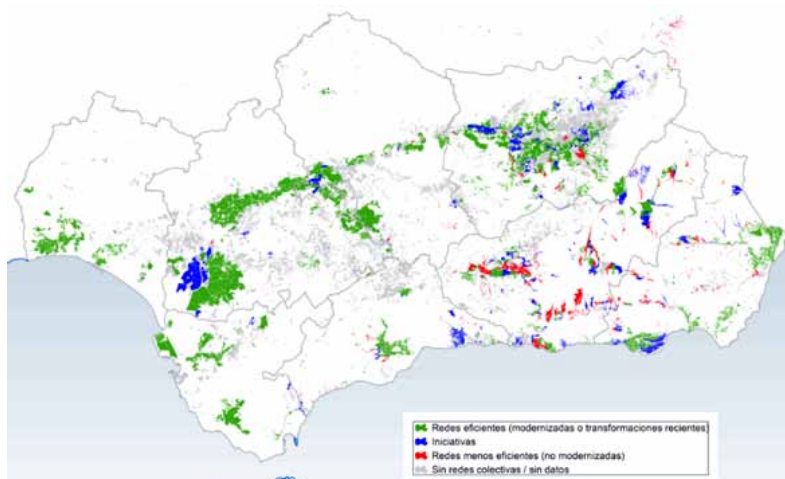 Redes eficientes (modernizadas o transformaciones recientes)
Iniciativas
Redes menos eficientes (no modernizadas)
Sin redes colectivas / sin datos